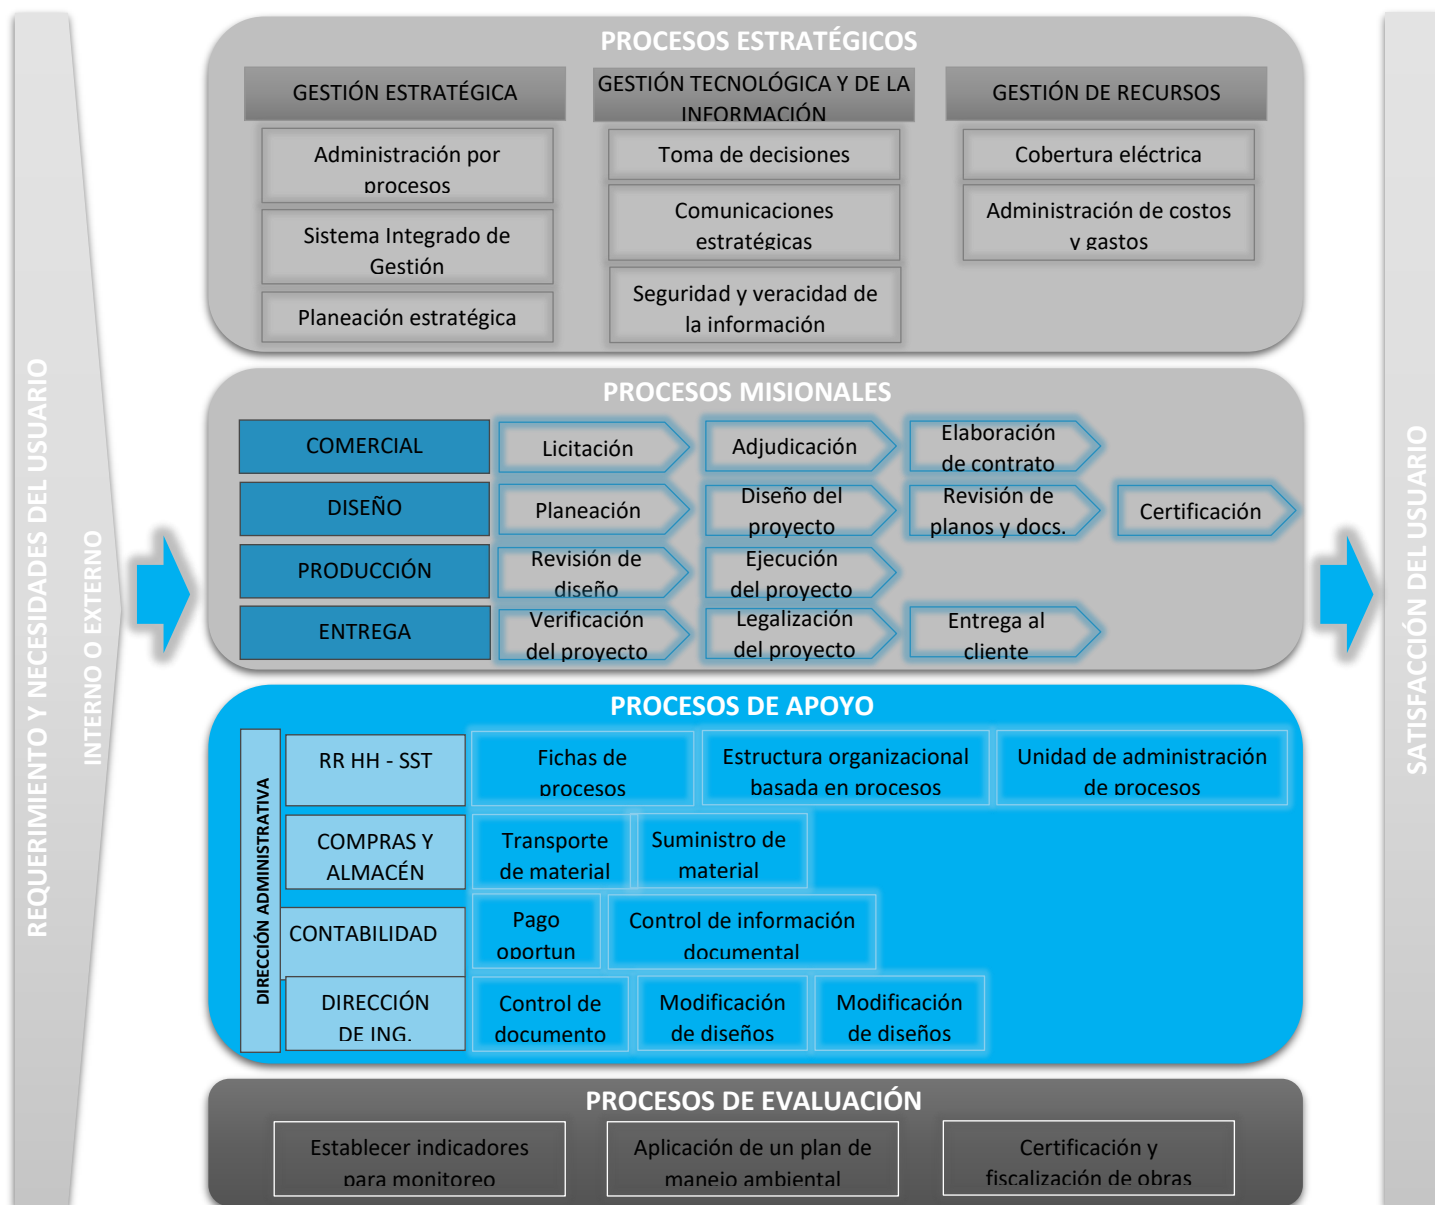 REQUERIMIENTO Y NECESIDADES DEL USUARIO
INTERNO O EXTERNO
PROCESOS ESTRATÉGICOS
GESTIÓN ESTRATÉGICA
Administración por
procesos
Sistema Integrado de
Gestión
Planeación estratégica
GESTIÓN TECNOLÓGICA Y DE LA
INFORMACIÓN
Toma de decisiones
Comunicaciones
estratégicas
Seguridad y veracidad de
la información
GESTIÓN DE RECURSOS
Cobertura eléctrica
Administración de costos
y gastos
PROCESOS MISIONALES
COMERCIAL
Licitación
Adjudicación
Elaboración
de contrato
DISEÑO
Planeación
Diseño del
proyecto
Revisión de
planos y docs.
Certificación
PRODUCCIÓN
Revisión de
diseño
Ejecución
del proyecto
ENTREGA
Verificación
del proyecto
Legalización
del proyecto
Entrega al
cliente
PROCESOS DE APOYO
DIRECCIÓN ADMINISTRATIVA
RR HH - SST
Fichas de
procesos
Estructura organizacional
basada en procesos
Unidad de administración
de procesos
COMPRAS Y
ALMACÉN
Transporte
de material
Suministro de
material
CONTABILIDAD
Pago
oportun
Control de información
documental
DIRECCIÓN
DE ING.
Control de
documento
Modificación
de diseños
Modificación
de diseños
PROCESOS DE EVALUACIÓN
Establecer indicadores
para monitoreo
Aplicación de un plan de
manejo ambiental
Certificación y
fiscalización de obras
SATISFACCIÓN DEL USUARIO